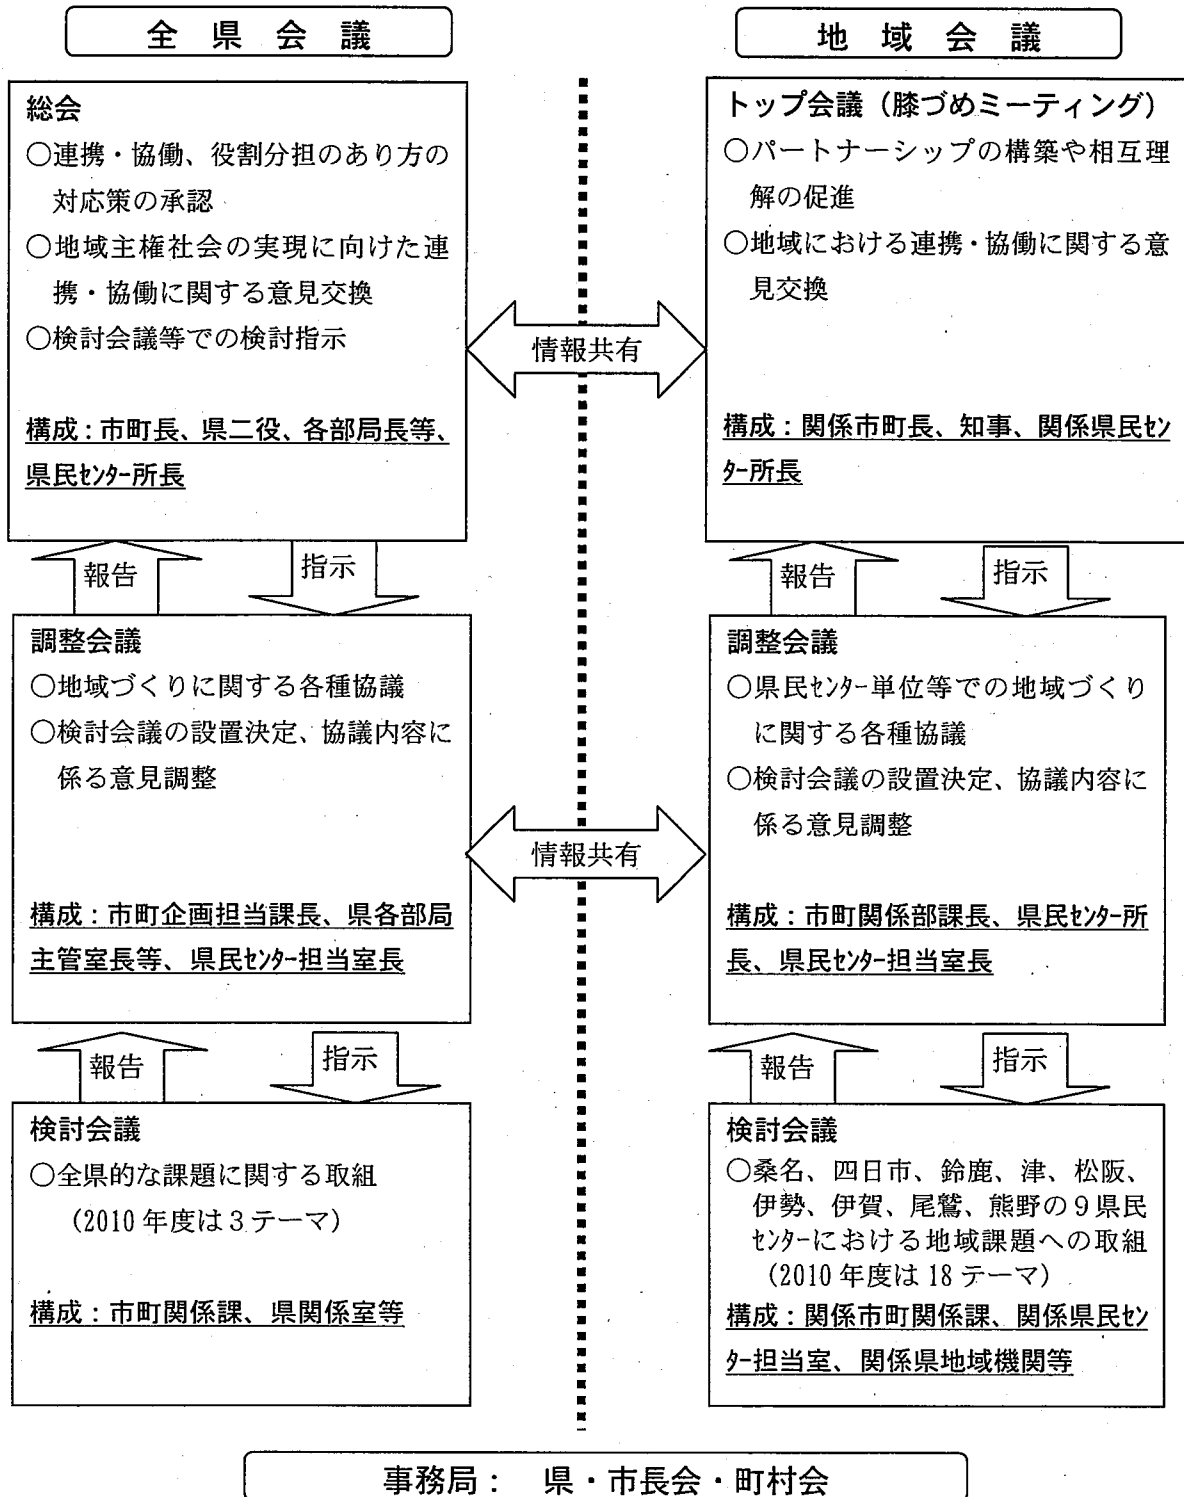 全県会議
総会
○連携・協働、役割分担のあり方の
対応策の承認
○地域主権社会の実現に向けた連
携・協働に関する意見交換
○検討会議等での検討指示
構成：市町長、県二役、各部局長等、
県民ｾﾝﾀｰ所長
報告
指示
調整会議
○地域づくりに関する各種協議
○検討会議の設置決定、協議内容に
係る意見調整
構成：市町企画担当課長、県各部局
主管室長等、県民ｾﾝﾀｰ担当室長
報告
指示
検討会議
○全県的な課題に関する取組
（2010 年度は３テーマ）
構成：市町関係課、県関係室等
情報共有
情報共有
地域会議
トップ会議（膝づめミーティング）
○パートナーシップの構築や相互理
解の促進
○地域における連携・協働に関する意
見交換
構成：関係市町長、知事、関係県民ｾﾝ
ﾀｰ所長
報告
指示
調整会議
○県民ｾﾝﾀｰ単位等での地域づくり
に関する各種協議
○検討会議の設置決定、協議内容に
係る意見調整
構成：市町関係部課長、県民ｾﾝﾀｰ所
長、県民ｾﾝﾀｰ担当室長
報告
指示
検討会議
○桑名、四日市、鈴鹿、津、松阪、
伊勢、伊賀、尾鷲、熊野の９県民
ｾﾝﾀｰにおける地域課題への取組
（2010 年度は 18 テーマ）
構成：関係市町関係課、関係県民ｾﾝ
ﾀｰ担当室、関係県地域機関等
事務局：　県・市長会・町村会